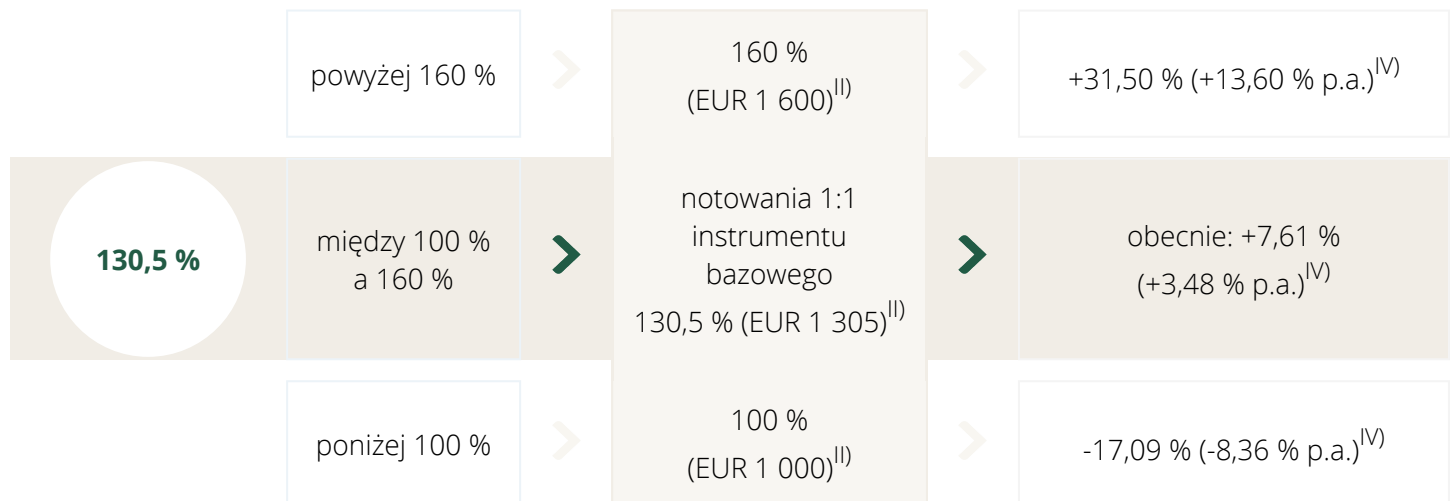 powyżej 160 %
160 %
(EUR 1 600)II)
+31,50 % (+13,60 % p.a.)IV)
130,5 %
między 100 %
a 160 %
notowania 1:1
instrumentu
bazowego
130,5 % (EUR 1 305)II)
obecnie: +7,61 %
(+3,48 % p.a.)IV)
poniżej 100 %
100 %
(EUR 1 000)II)
-17,09 % (-8,36 % p.a.)IV)